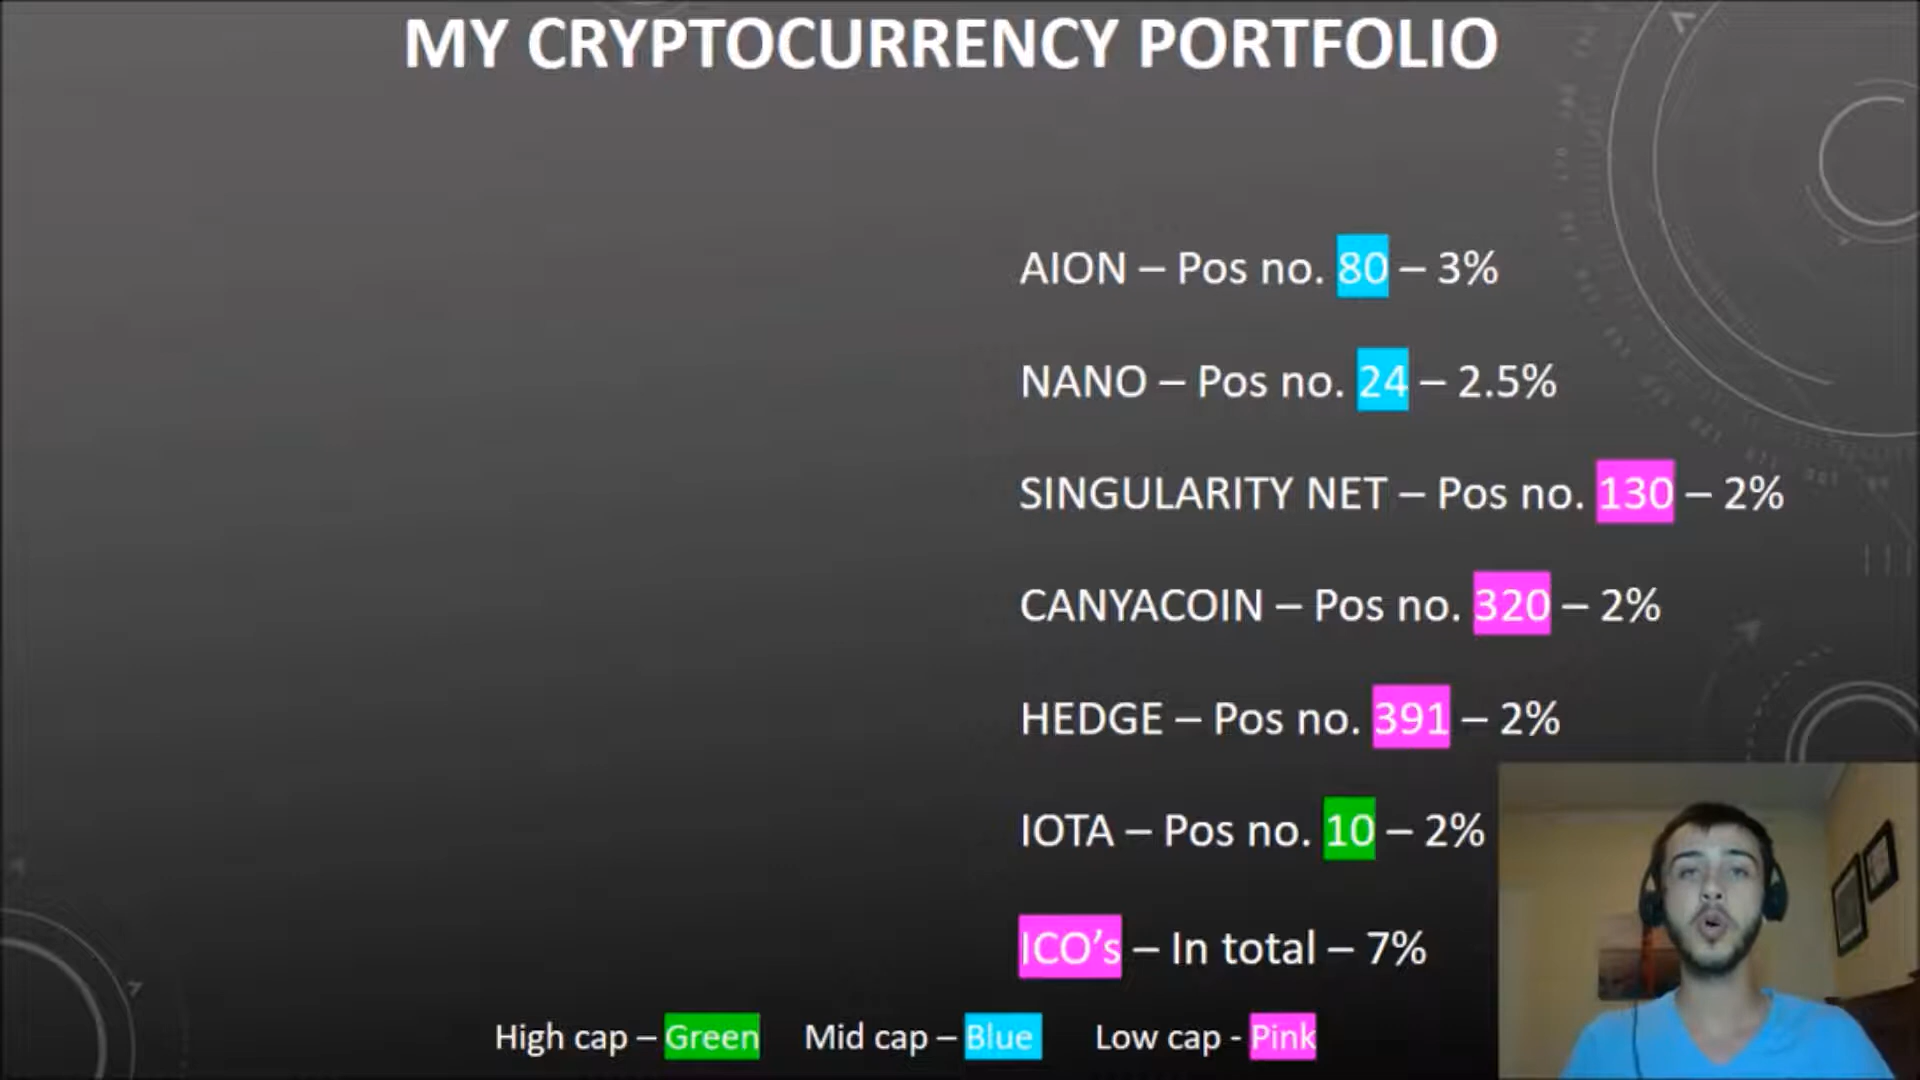 MY CRYPTOCURRENCY PORTFOLIO
AION – Pos no. 80 – 3%
NANO – Pos no. 24 – 2.5%
SINGULARITY NET – Pos no. 130 – 2%
CANYACOIN – Pos no. 320 – 2%
HEDGE – Pos no. 391 – 2%
IOTA – Pos no. 10 – 2%
ICO's – In total – 7%
High cap – Green Mid cap – Blue Low cap - Pink